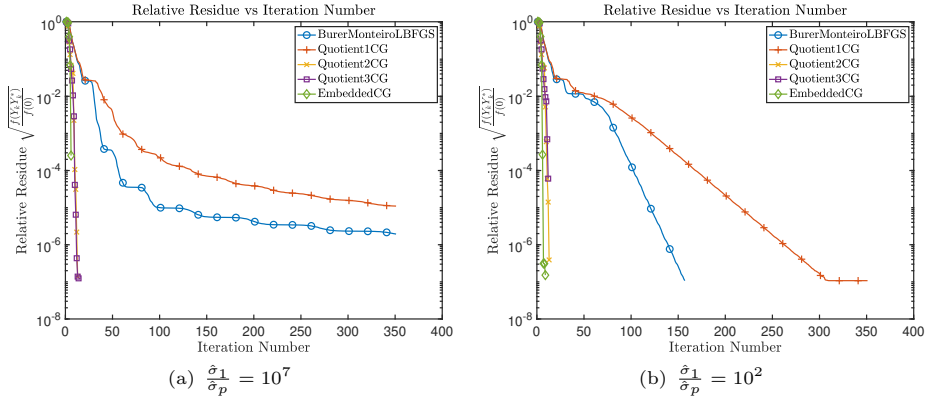 Relative Residue vs Iteration Number
Relative Residue √(f(Y_k Y_k^*)/f(0))
10^0
10^-2
10^-4
10^-6
10^-8
0 50 100 150 200 250 300 350 400
Iteration Number
BurerMonteiroLBFGS
Quotient1CG
Quotient2CG
Quotient3CG
EmbeddedCG
(a) σ̂_1/σ̂_p = 10^7
Relative Residue vs Iteration Number
Relative Residue √(f(Y_k Y_k^*)/f(0))
10^0
10^-2
10^-4
10^-6
10^-8
0 50 100 150 200 250 300 350 400
Iteration Number
BurerMonteiroLBFGS
Quotient1CG
Quotient2CG
Quotient3CG
EmbeddedCG
(b) σ̂_1/σ̂_p = 10^2